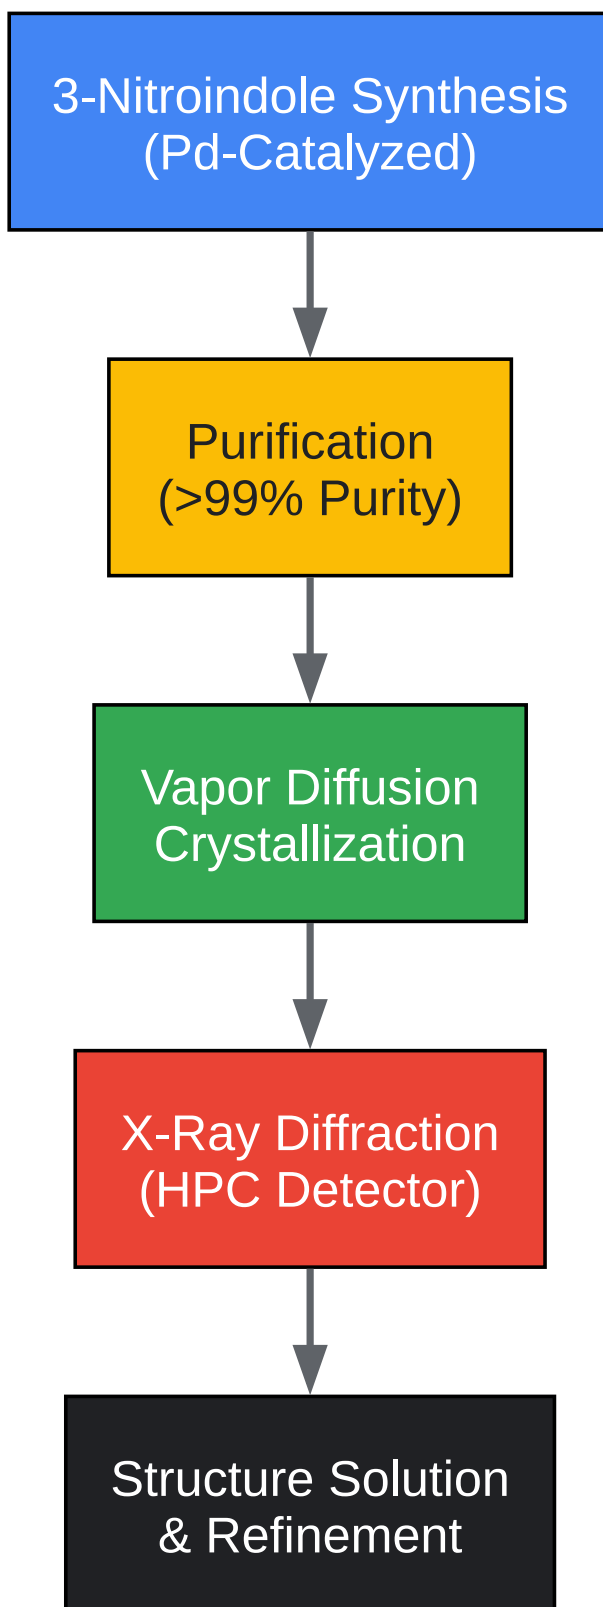 3-Nitroindole Synthesis
(Pd-Catalyzed)
Purification
(>99% Purity)
Vapor Diffusion
Crystallization
X-Ray Diffraction
(HPC Detector)
Structure Solution
& Refinement